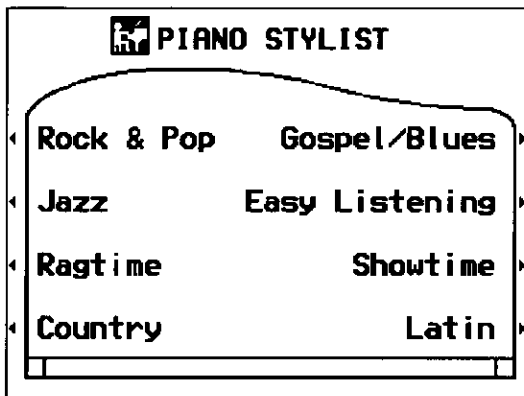 PIANO STYLIST
Rock & Pop Gospel/Blues
Jazz Easy Listening
Ragtime Showtime
Country Latin